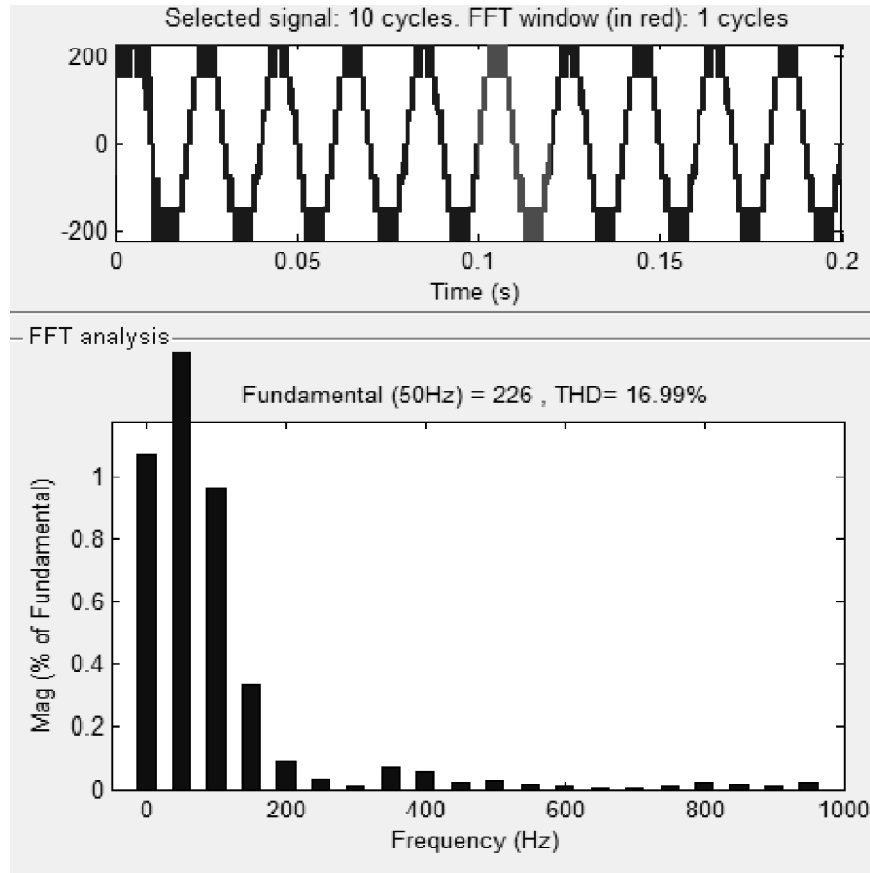 Selected signal: 10 cycles. FFT window (in red): 1 cycles
200
0
-200
0 0.05 0.1 0.15 0.2
Time (s)
FFT analysis
Fundamental (50Hz) = 226 , THD= 16.99%
Mag (% of Fundamental)
1
0.8
0.6
0.4
0.2
0
0 200 400 600 800 1000
Frequency (Hz)